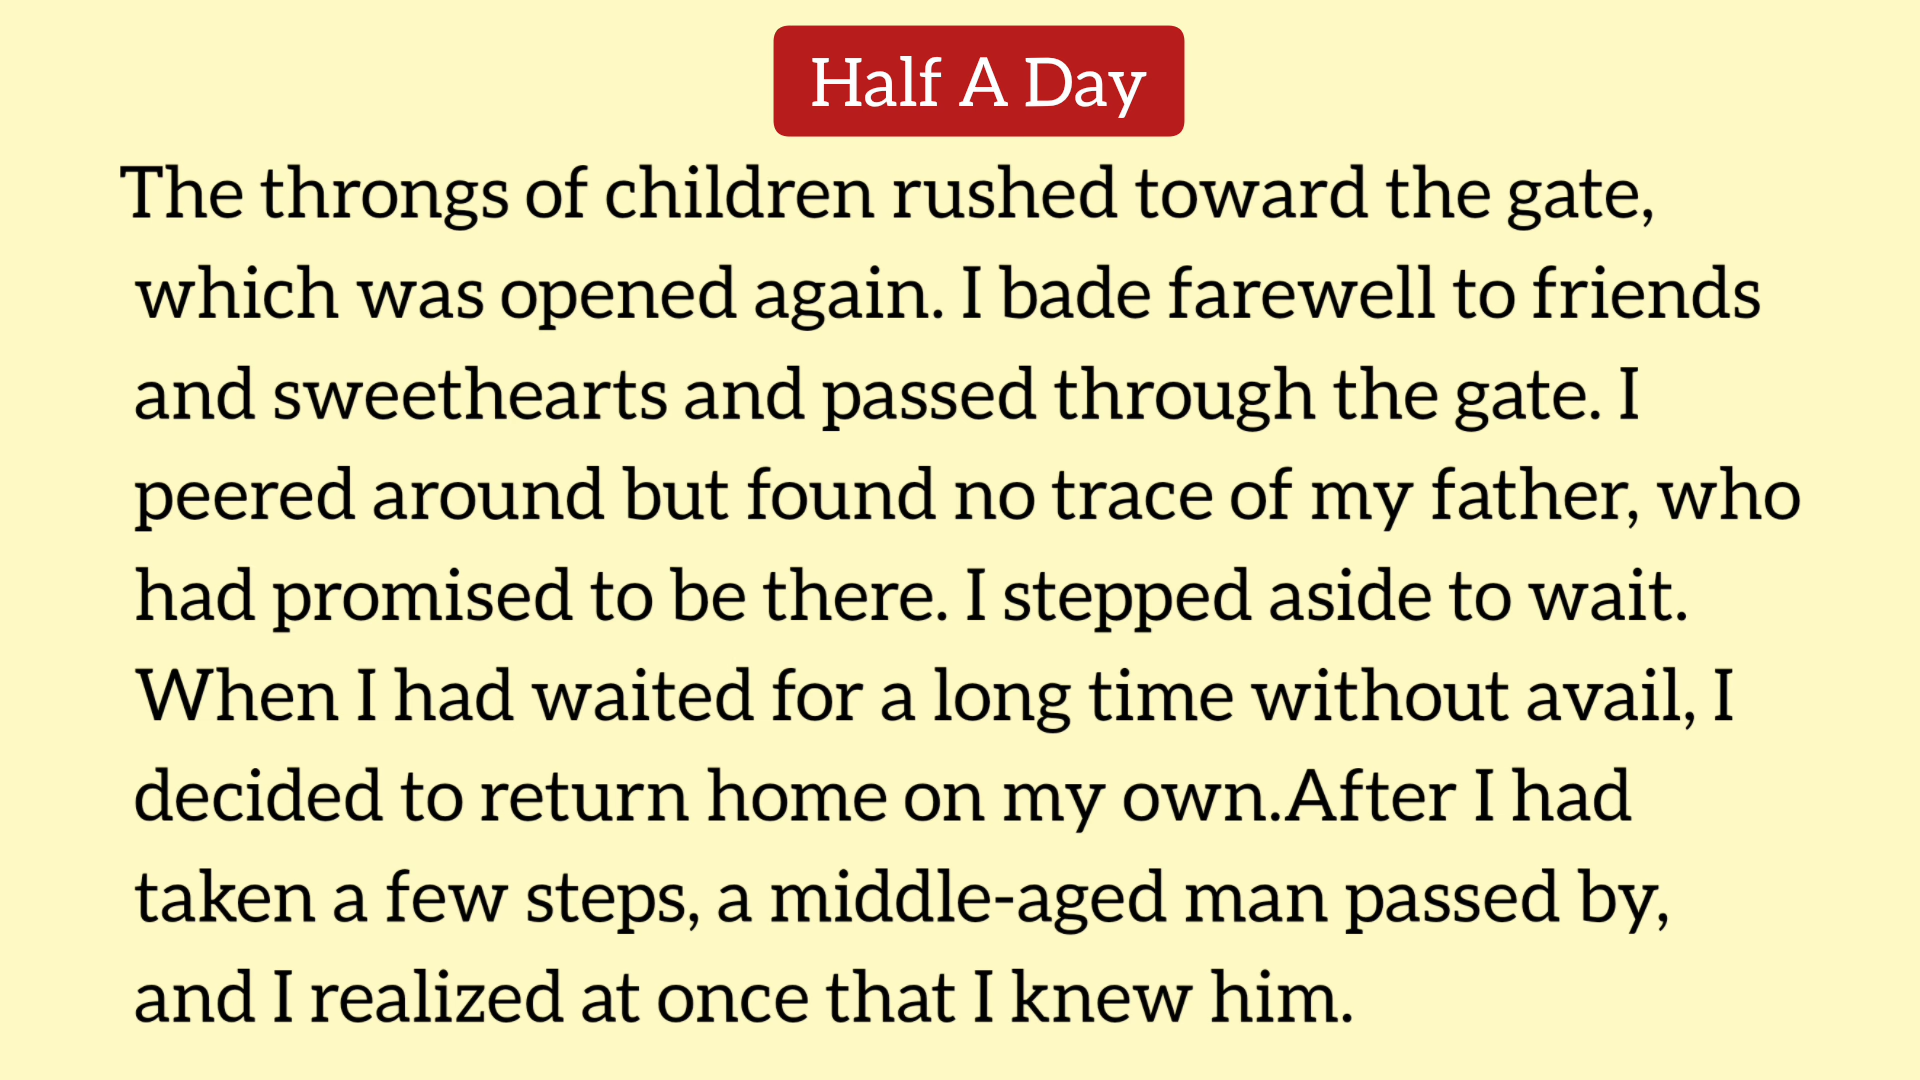 Half A Day
The throngs of children rushed toward the gate,
which was opened again. I bade farewell to friends
and sweethearts and passed through the gate. I
peered around but found no trace of my father, who
had promised to be there. I stepped aside to wait.
When I had waited for a long time without avail, I
decided to return home on my own.After I had
taken a few steps, a middle-aged man passed by,
and I realized at once that I knew him.